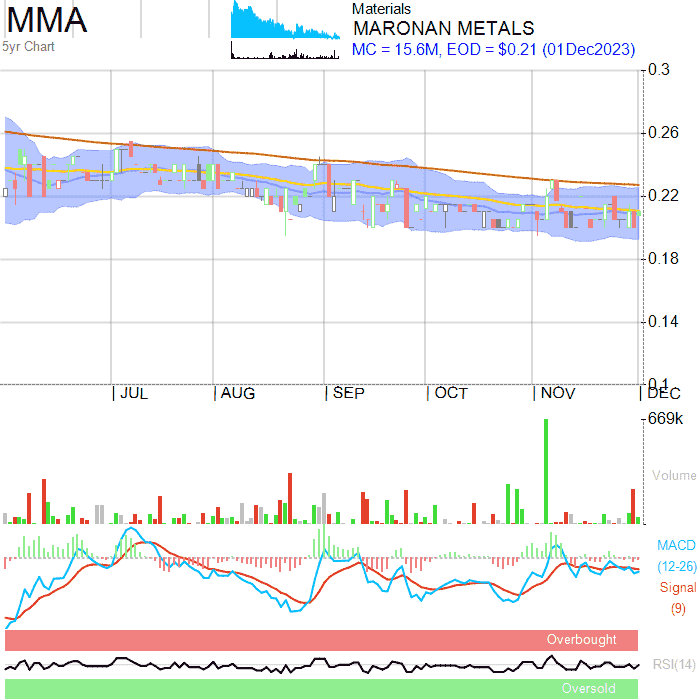 MMA
5yr Chart
Materials
MARONAN METALS
MC = 15.6M, EOD = $0.21 (01Dec2023)
0.3
0.26
0.22
0.18
0.14
0.1
JUL AUG SEP OCT NOV DEC
669k
Volume
MACD
(12-26)
Signal
(9)
Overbought
RSI(14)
Oversold